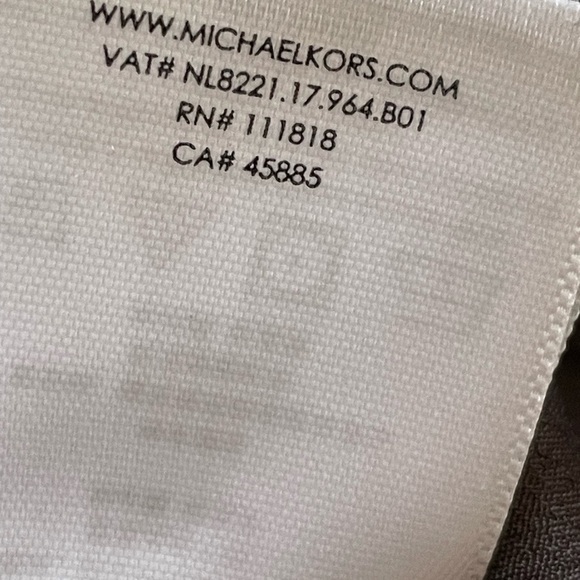 WWW.MICHAELKORS.COM
VAT# NL8221.17.964.B01
RN# 111818
CA# 45885